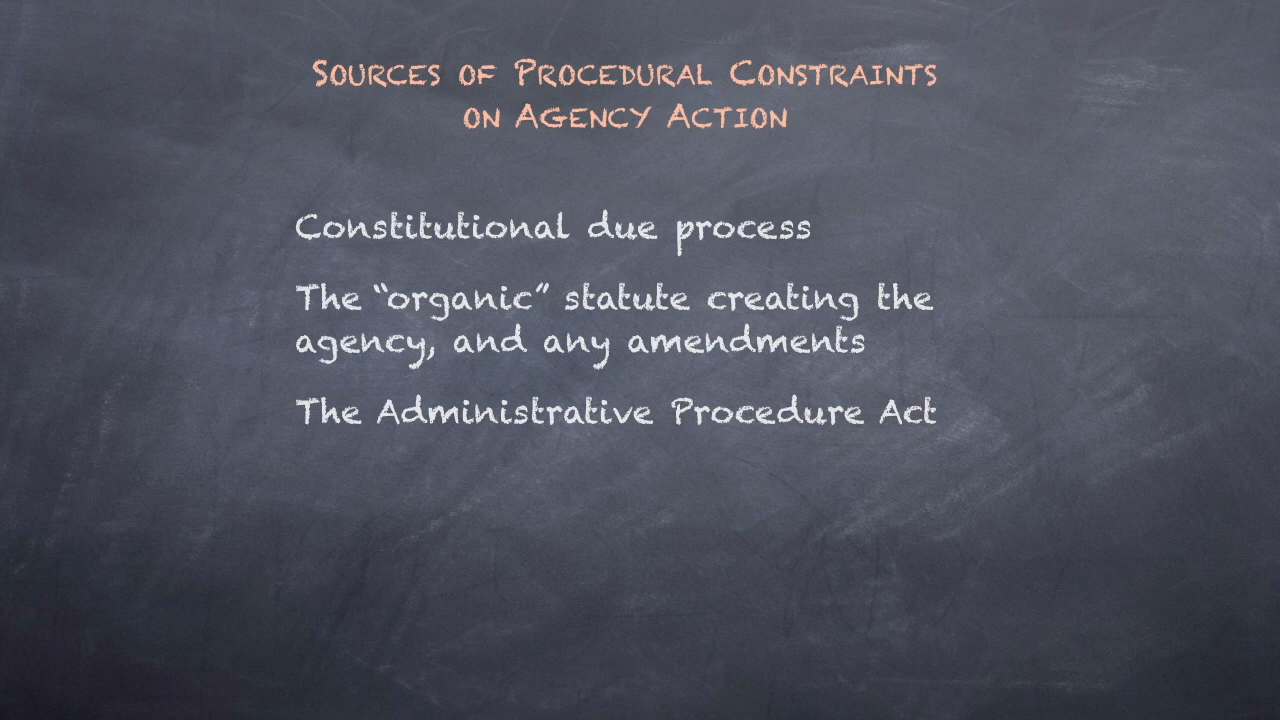 Sources of Procedural Constraints
on Agency Action
Constitutional due process
The “organic” statute creating the
agency, and any amendments
The Administrative Procedure Act